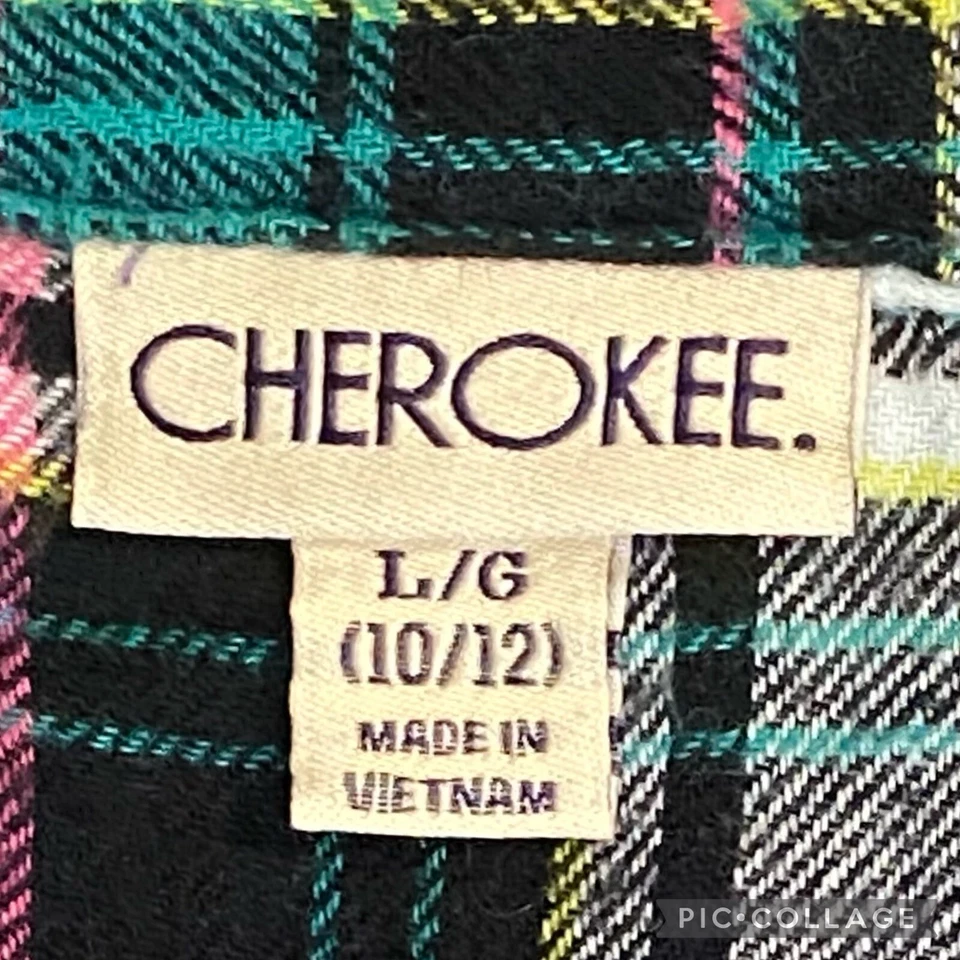 CHEROKEE.
L/G
(10/12)
MADE IN
VIETNAM
PIC•COLLAGE